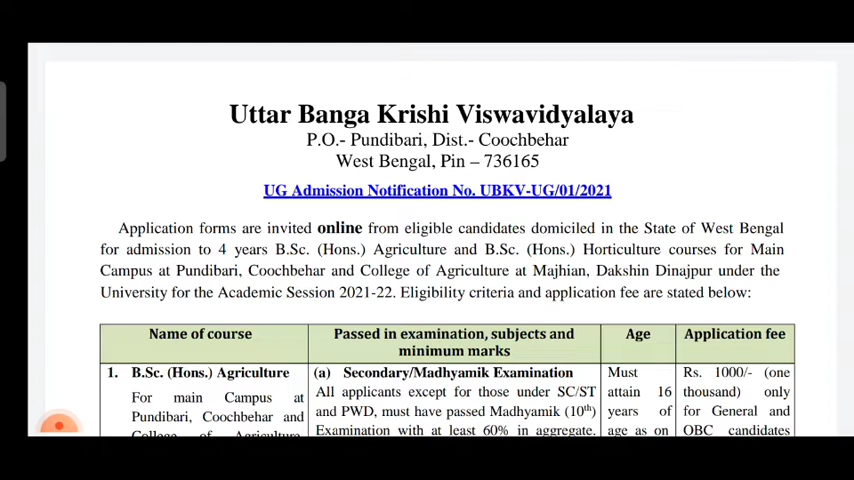 Uttar Banga Krishi Viswavidyalaya
P.O.- Pundibari, Dist.- Coochbehar
West Bengal, Pin – 736165
UG Admission Notification No. UBKV-UG/01/2021
Application forms are invited online from eligible candidates domiciled in the State of West Bengal
for admission to 4 years B.Sc. (Hons.) Agriculture and B.Sc. (Hons.) Horticulture courses for Main
Campus at Pundibari, Coochbehar and College of Agriculture at Majhian, Dakshin Dinajpur under the
University for the Academic Session 2021-22. Eligibility criteria and application fee are stated below:
Name of course
Passed in examination, subjects and
minimum marks
Age
Application fee
1. B.Sc. (Hons.) Agriculture
For main Campus at
Pundibari, Coochbehar and
College of Agriculture
(a) Secondary/Madhyamik Examination
All applicants except for those under SC/ST
and PWD, must have passed Madhyamik (10th)
Examination with at least 60% in aggregate.
Must
attain 16
years of
age as on
Rs. 1000/- (one
thousand) only
for General and
OBC candidates